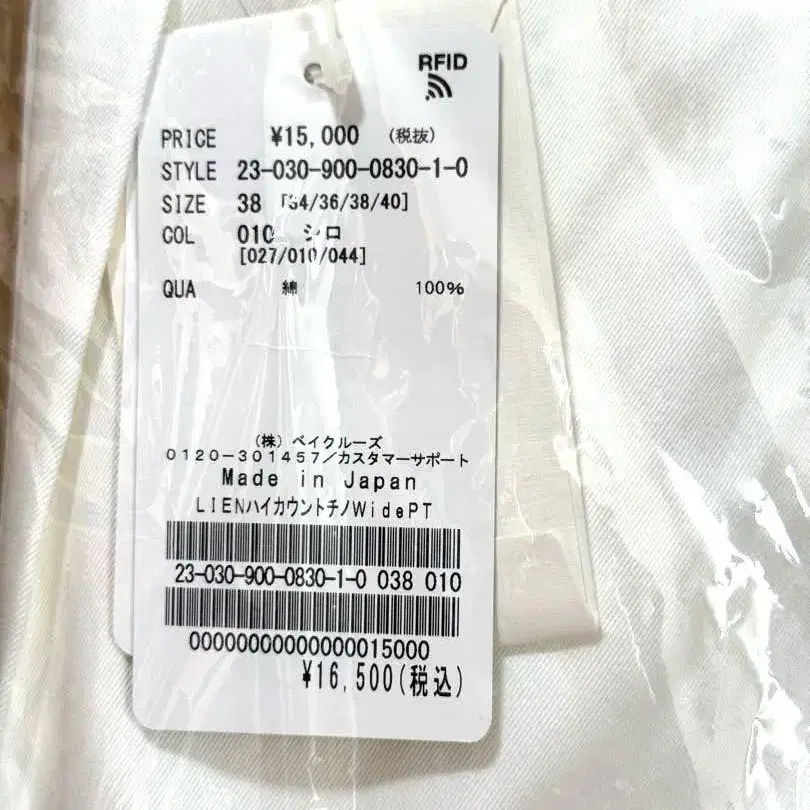 RFID
PRICE ¥15,000 (税抜)
STYLE 23-030-900-0830-1-0
SIZE 38 [34/36/38/40]
COL 010 シロ
[027/010/044]
QUA 綿 100%
(株)ベイクルーズ
0120-301457/カスタマーサポート
Made in Japan
LIENハイカウントチノWidePT
23-030-900-0830-1-0 038 010
00000000000000015000
¥16,500(税込)